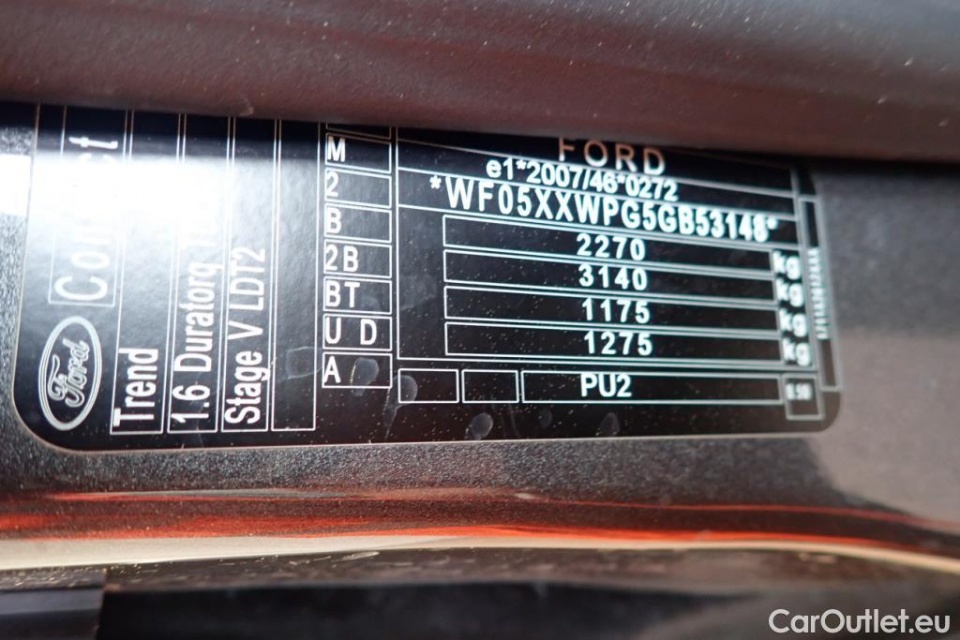 FORD
e1*2007/46*0272
*WF05XXWPG5GB53148*
2270 kg
3140 kg
1175 kg
1275 kg
PU2
M
2
B
2B
BT
U D
A
Ford
Trend
1.6 Duratorq
Stage V LDT2
CarOutlet.eu